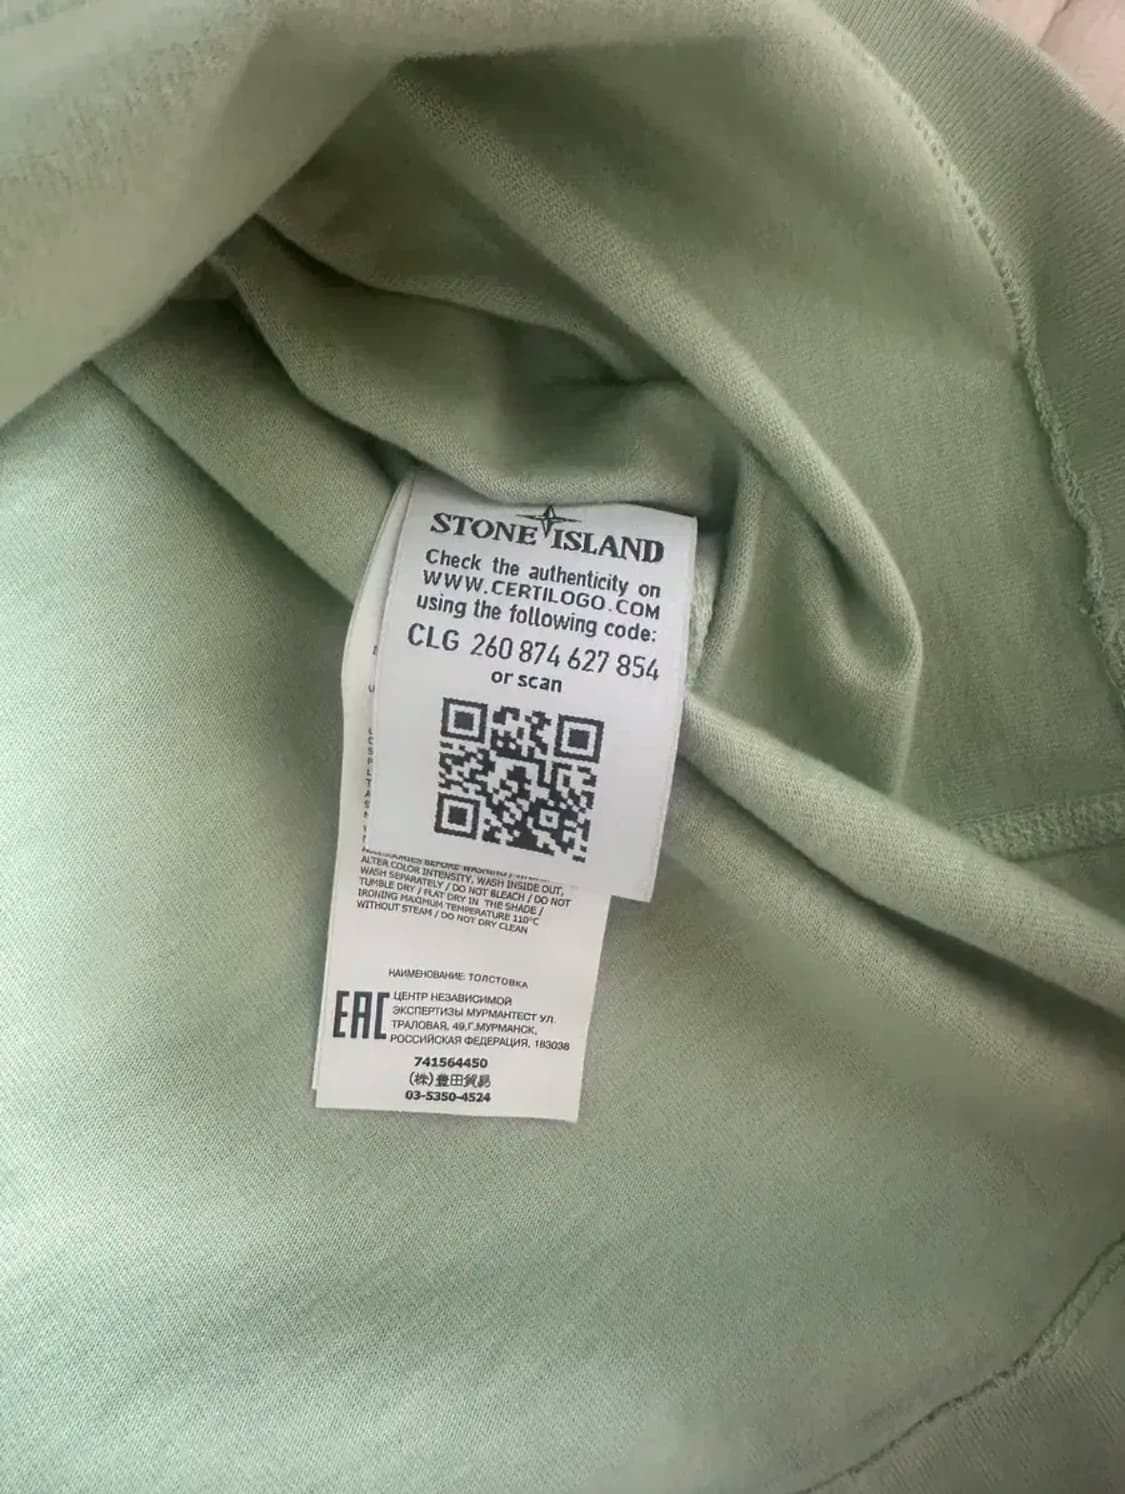 STONE ISLAND
Check the authenticity on
WWW.CERTILOGO.COM
using the following code:
CLG 260 874 627 854
or scan
ALTER COLOR INTENSITY, WASH INSIDE OUT,
WASH SEPARATELY / DO NOT BLEACH / DO NOT
TUMBLE DRY / FLAT DRY IN THE SHADE /
IRONING MAXIMUM TEMPERATURE 110°C
WITHOUT STEAM / DO NOT DRY CLEAN
НАИМЕНОВАНИЕ: ТОЛСТОВКА
EAC
ЦЕНТР НЕЗАВИСИМОЙ
ЭКСПЕРТИЗЫ МУРМАНТЕСТ УЛ.
ТРАЛОВАЯ, 49,Г.МУРМАНСК,
РОССИЙСКАЯ ФЕДЕРАЦИЯ, 183038
741564450
(株)豊田貿易
03-5350-4524